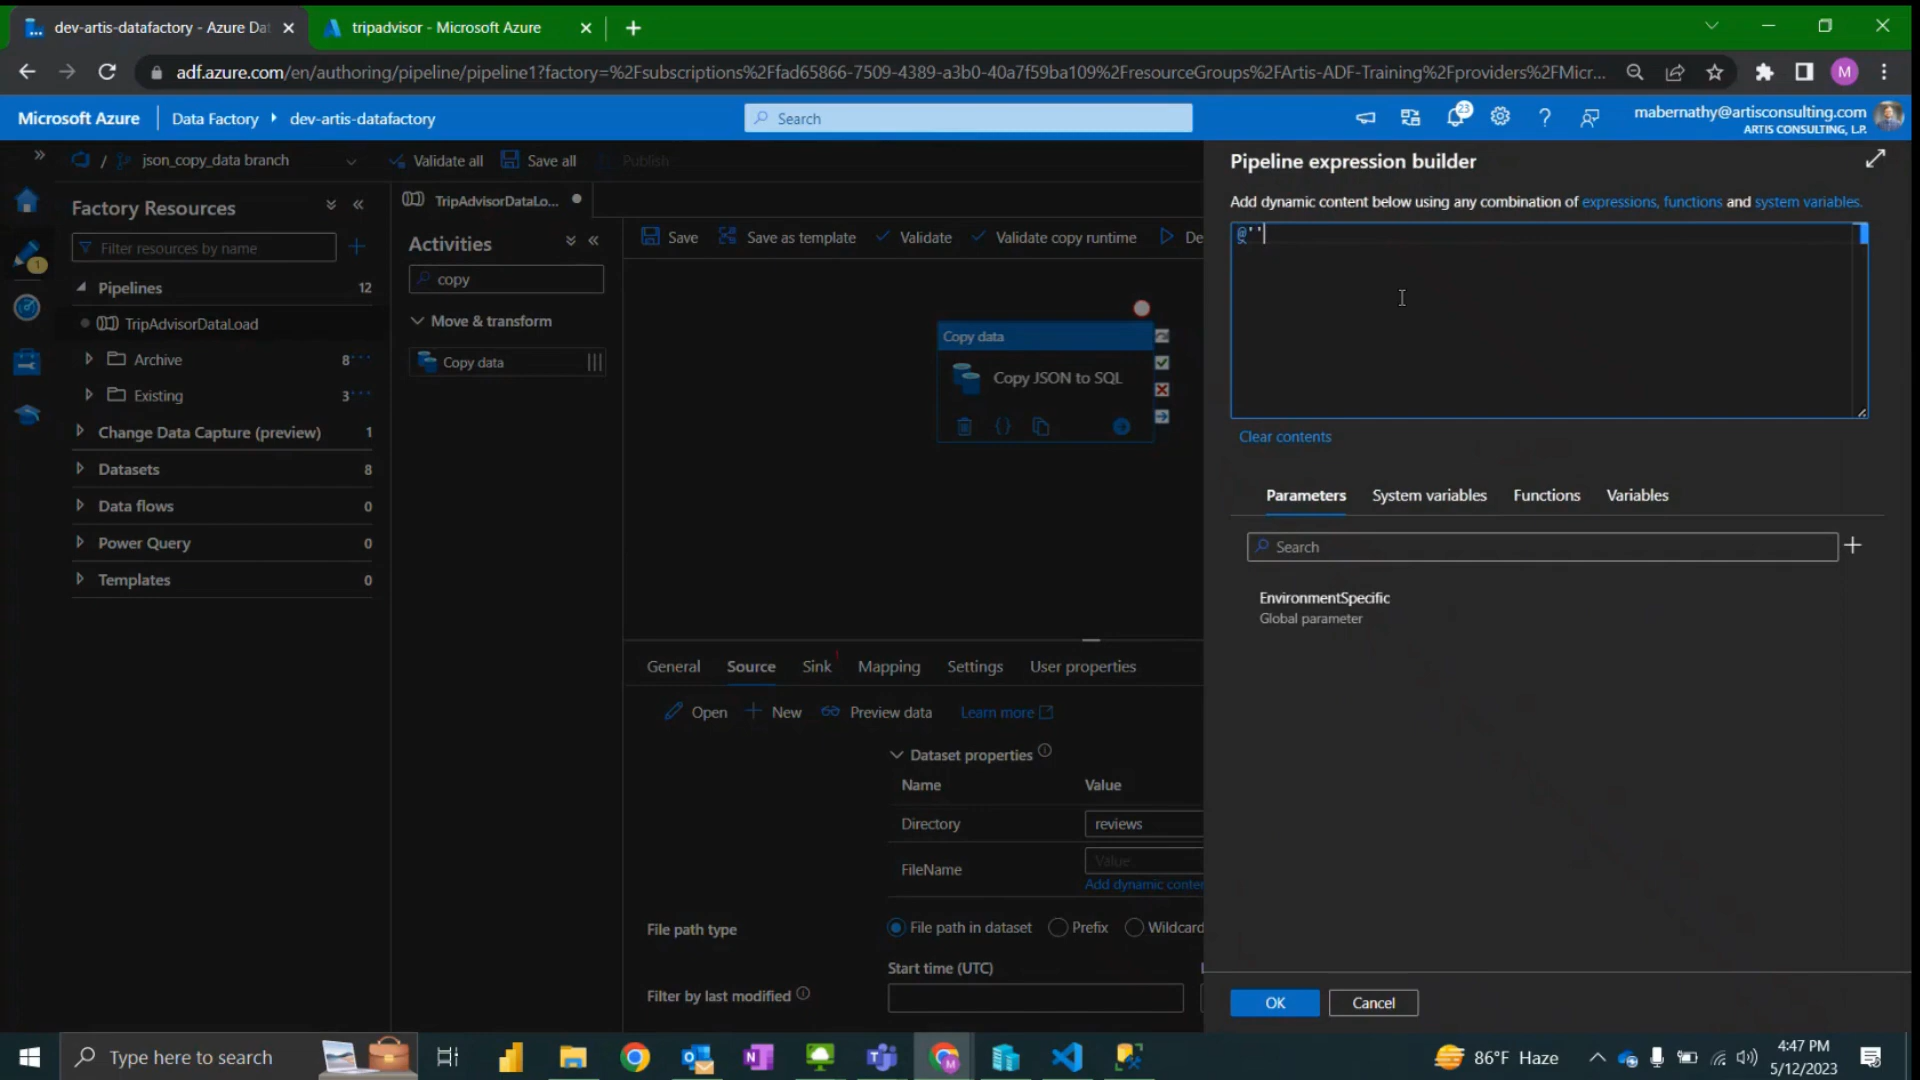 dev-artis-datafactory - Azure Dat
tripadvisor - Microsoft Azure
adf.azure.com/en/authoring/pipeline/pipeline1?factory=%2Fsubscriptions%2Ffad65866-7509-4389-a3b0-40a7f59ba109%2FresourceGroups%2FArtis-ADF-Training%2Fproviders%2FMicr...
M
Microsoft Azure
Data Factory
dev-artis-datafactory
Search
23
mabernathy@artisconsulting.com
ARTIS CONSULTING, L.P.
/ json_copy_data branch
Validate all
Save all
Publish
Factory Resources
Filter resources by name
1
Pipelines 12
TripAdvisorDataLoad
Archive 8
Existing 3
Change Data Capture (preview) 1
Datasets 8
Data flows 0
Power Query 0
Templates 0
TripAdvisorDataLo...
Activities
copy
Move & transform
Copy data
Save
Save as template
Validate
Validate copy runtime
De
Copy data
Copy JSON to SQL
General
Source
Sink
Mapping
Settings
User properties
Open
New
Preview data
Learn more
Dataset properties
Name Value
Directory reviews
FileName Value
Add dynamic conten
File path type
File path in dataset
Prefix
Wildcard
Start time (UTC)
Filter by last modified
Pipeline expression builder
Add dynamic content below using any combination of expressions, functions and system variables.
@''
Clear contents
Parameters
System variables
Functions
Variables
Search
EnvironmentSpecific
Global parameter
OK
Cancel
Type here to search
86°F Haze
4:47 PM
5/12/2023